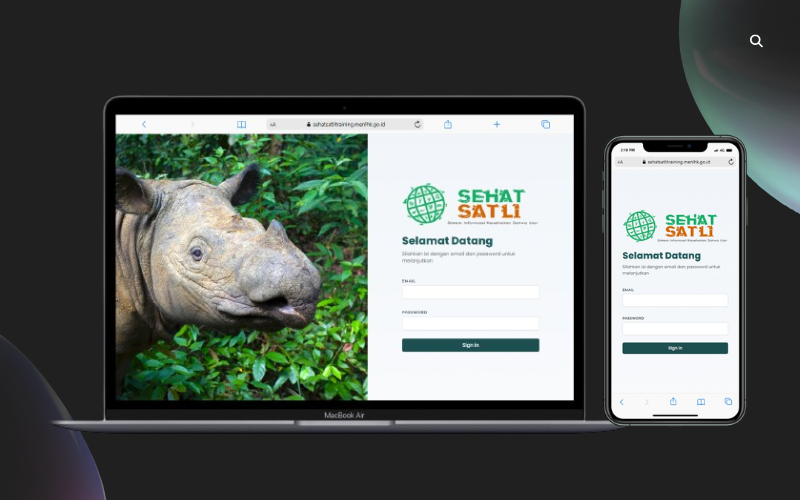 AA sehatsatlitraining.menlhk.go.id
SEHAT
SATLI
Sistem Informasi Kesehatan Satwa Liar
Selamat Datang
Silahkan isi dengan email dan password untuk
melanjutkan
EMAIL
PASSWORD
Sign in
MacBook Air
2:18 PM 4G
AA sehatsatlitraining.menlhk.go.id
SEHAT
SATLI
Sistem Informasi Kesehatan Satwa Liar
Selamat Datang
Silahkan isi dengan email dan password untuk
melanjutkan
EMAIL
PASSWORD
Sign in